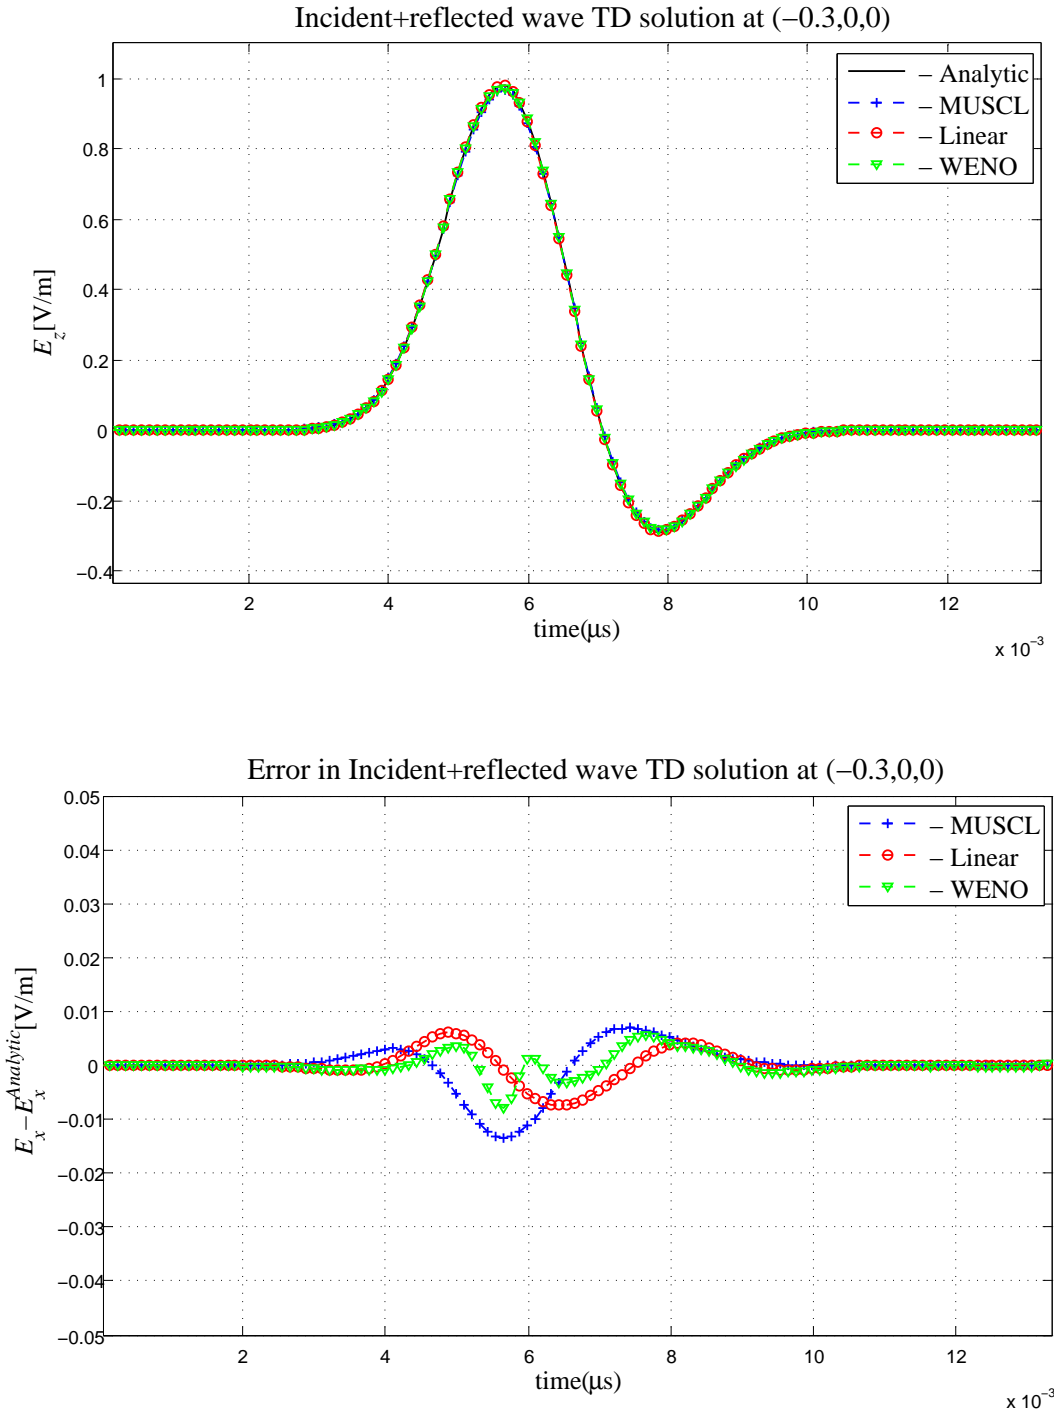 Incident+reflected wave TD solution at (−0.3,0,0)
1
0.8
0.6
0.4
0.2
0
−0.2
−0.4
E_z[V/m]
– Analytic
– MUSCL
– Linear
– WENO
2 4 6 8 10 12
time(μs)
x 10^−3
Error in Incident+reflected wave TD solution at (−0.3,0,0)
0.05
0.04
0.03
0.02
0.01
0
−0.01
−0.02
−0.03
−0.04
−0.05
E_x−E_x^Analytic[V/m]
– MUSCL
– Linear
– WENO
2 4 6 8 10 12
time(μs)
x 10^−3